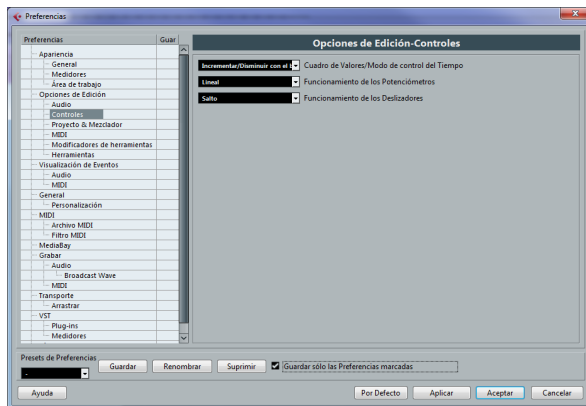 Preferencias
Preferencias Guar
Apariencia
General
Medidores
Área de trabajo
Opciones de Edición
Audio
Controles
Proyecto & Mezclador
MIDI
Modificadores de herramientas
Herramientas
Visualización de Eventos
Audio
MIDI
General
Personalización
MIDI
Archivo MIDI
Filtro MIDI
MediaBay
Grabar
Audio
Broadcast Wave
MIDI
Transporte
Arrastrar
VST
Plug-ins
Medidores
Opciones de Edición-Controles
Incrementar/Disminuir con el Cuadro de Valores/Modo de control del Tiempo
Lineal Funcionamiento de los Potenciómetros
Salto Funcionamiento de los Deslizadores
Presets de Preferencias
- Guardar Renombrar Suprimir Guardar sólo las Preferencias marcadas
Ayuda Por Defecto Aplicar Aceptar Cancelar